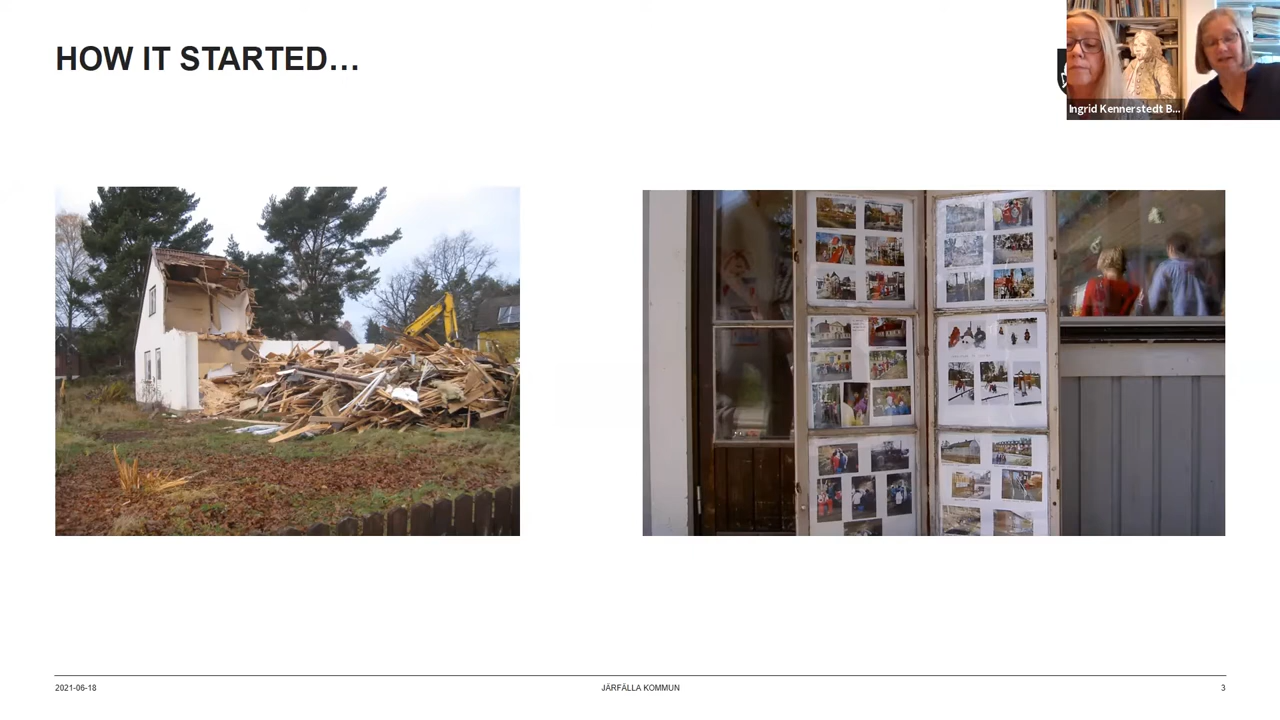 HOW IT STARTED…
Ingrid Kennerstedt B...
2021-06-18
JÄRFÄLLA KOMMUN
3